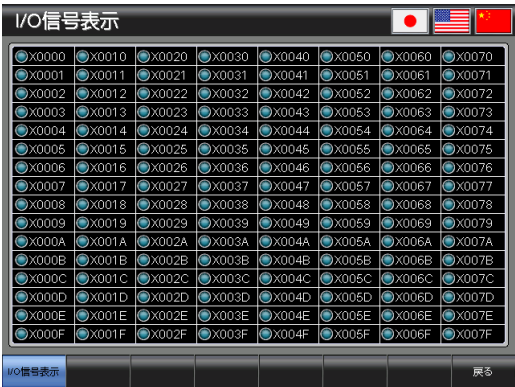 I/O信号表示
X0000 X0010 X0020 X0030 X0040 X0050 X0060 X0070
X0001 X0011 X0021 X0031 X0041 X0051 X0061 X0071
X0002 X0012 X0022 X0032 X0042 X0052 X0062 X0072
X0003 X0013 X0023 X0033 X0043 X0053 X0063 X0073
X0004 X0014 X0024 X0034 X0044 X0054 X0064 X0074
X0005 X0015 X0025 X0035 X0045 X0055 X0065 X0075
X0006 X0016 X0026 X0036 X0046 X0056 X0066 X0076
X0007 X0017 X0027 X0037 X0047 X0057 X0067 X0077
X0008 X0018 X0028 X0038 X0048 X0058 X0068 X0078
X0009 X0019 X0029 X0039 X0049 X0059 X0069 X0079
X000A X001A X002A X003A X004A X005A X006A X007A
X000B X001B X002B X003B X004B X005B X006B X007B
X000C X001C X002C X003C X004C X005C X006C X007C
X000D X001D X002D X003D X004D X005D X006D X007D
X000E X001E X002E X003E X004E X005E X006E X007E
X000F X001F X002F X003F X004F X005F X006F X007F
I/O信号表示 戻る